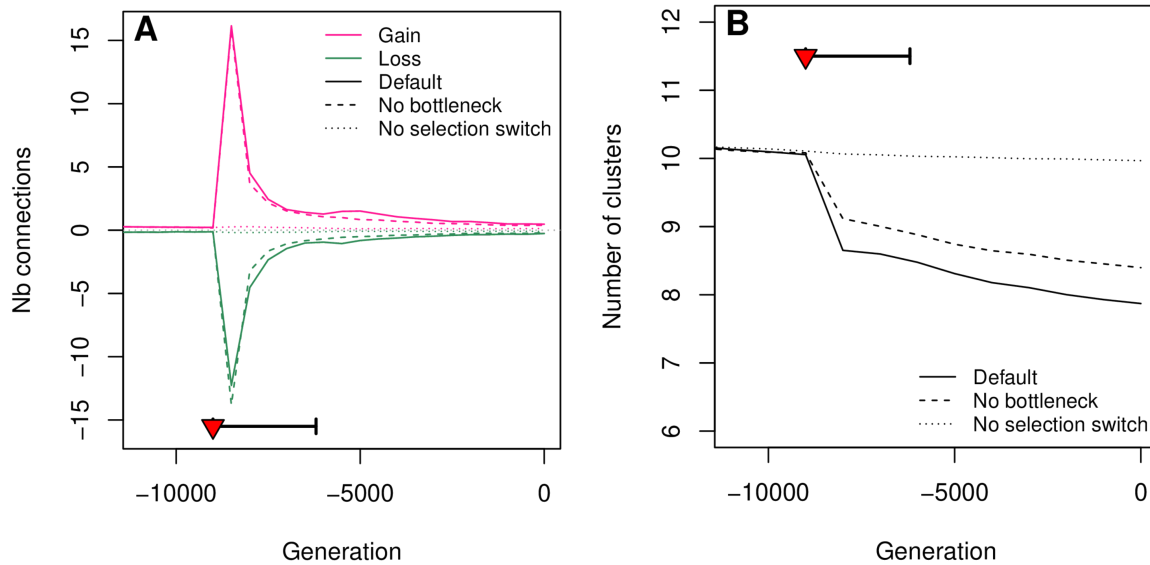 A
Gain
Loss
Default
No bottleneck
No selection switch
Nb connections
15
10
5
0
−5
−10
−15
−10000
−5000
0
Generation
B
Number of clusters
12
11
10
9
8
7
6
Default
No bottleneck
No selection switch
−10000
−5000
0
Generation